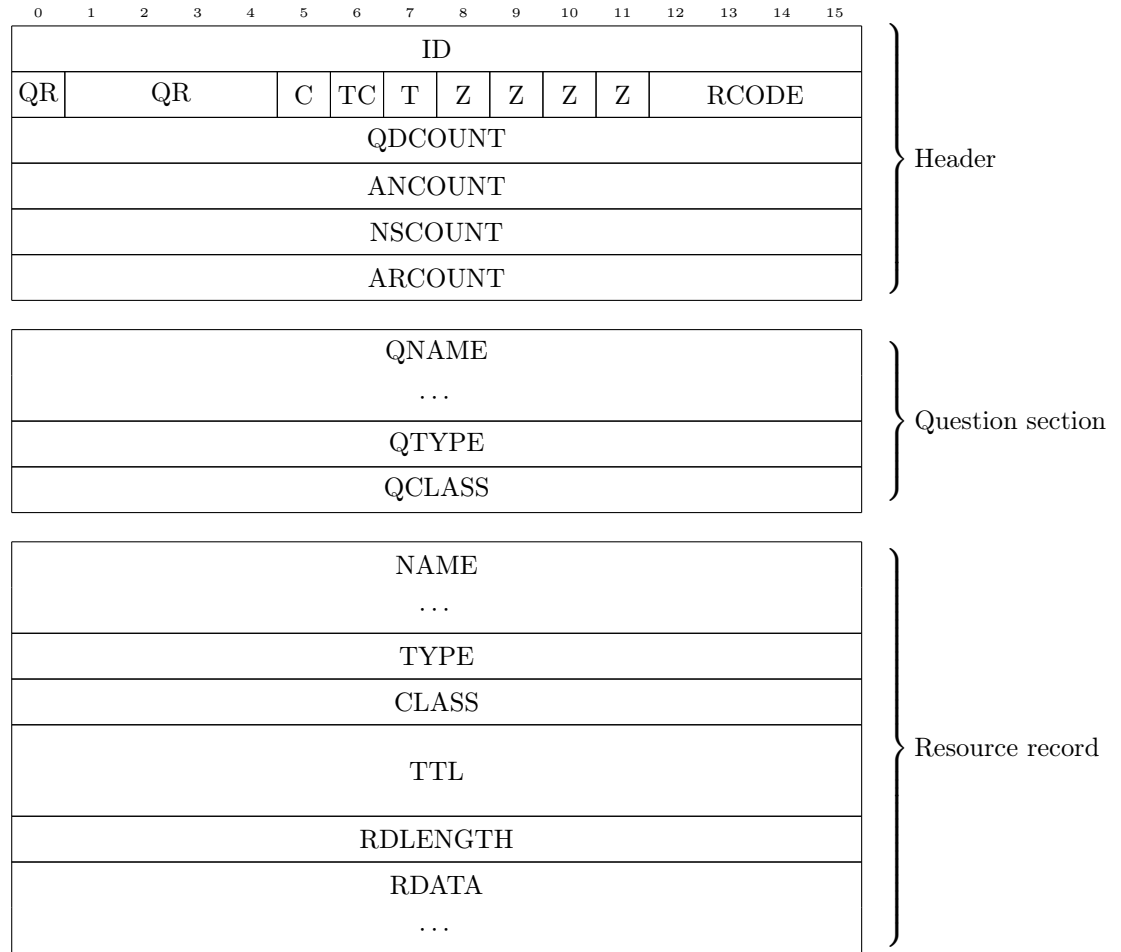 0 1 2 3 4 5 6 7 8 9 10 11 12 13 14 15
ID
QR QR C TC T Z Z Z Z RCODE
QDCOUNT
ANCOUNT
NSCOUNT
ARCOUNT
Header
QNAME
...
QTYPE
QCLASS
Question section
NAME
...
TYPE
CLASS
TTL
RDLENGTH
RDATA
...
Resource record